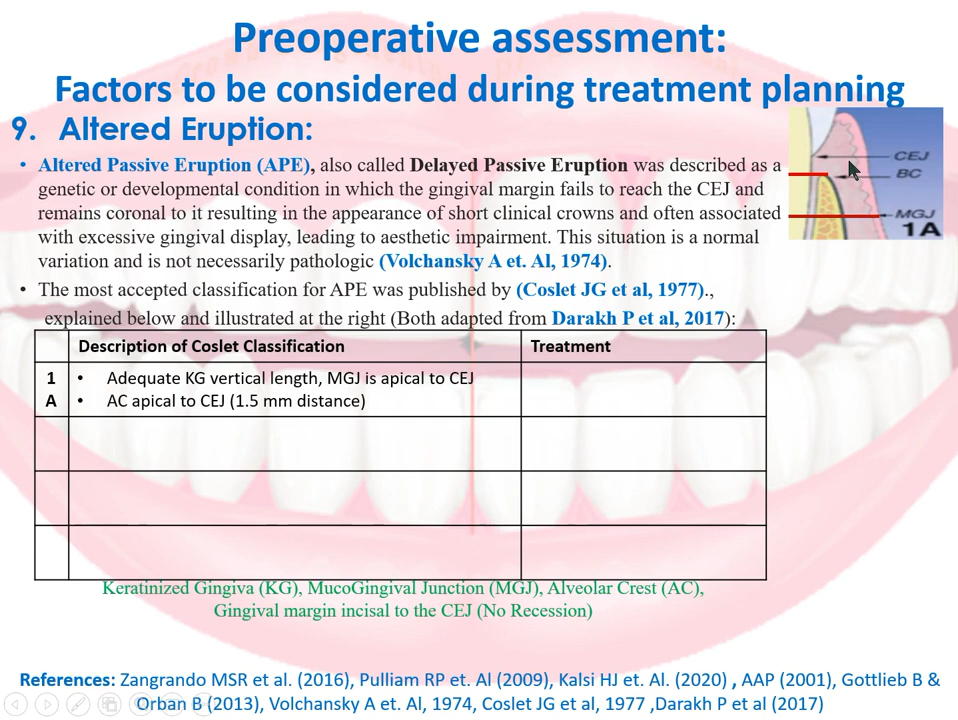 Preoperative assessment:
Factors to be considered during treatment planning
9. Altered Eruption:
• Altered Passive Eruption (APE), also called Delayed Passive Eruption was described as a
genetic or developmental condition in which the gingival margin fails to reach the CEJ and
remains coronal to it resulting in the appearance of short clinical crowns and often associated
with excessive gingival display, leading to aesthetic impairment. This situation is a normal
variation and is not necessarily pathologic (Volchansky A et. Al, 1974).
CEJ
BC
MGJ
1A
• The most accepted classification for APE was published by (Coslet JG et al, 1977).,
explained below and illustrated at the right (Both adapted from Darakh P et al, 2017):
Description of Coslet Classification Treatment
1 • Adequate KG vertical length, MGJ is apical to CEJ
A • AC apical to CEJ (1.5 mm distance)
Keratinized Gingiva (KG), MucoGingival Junction (MGJ), Alveolar Crest (AC),
Gingival margin incisal to the CEJ (No Recession)
References: Zangrando MSR et al. (2016), Pulliam RP et. Al (2009), Kalsi HJ et. Al. (2020) , AAP (2001), Gottlieb B &
Orban B (2013), Volchansky A et. Al, 1974, Coslet JG et al, 1977 ,Darakh P et al (2017)